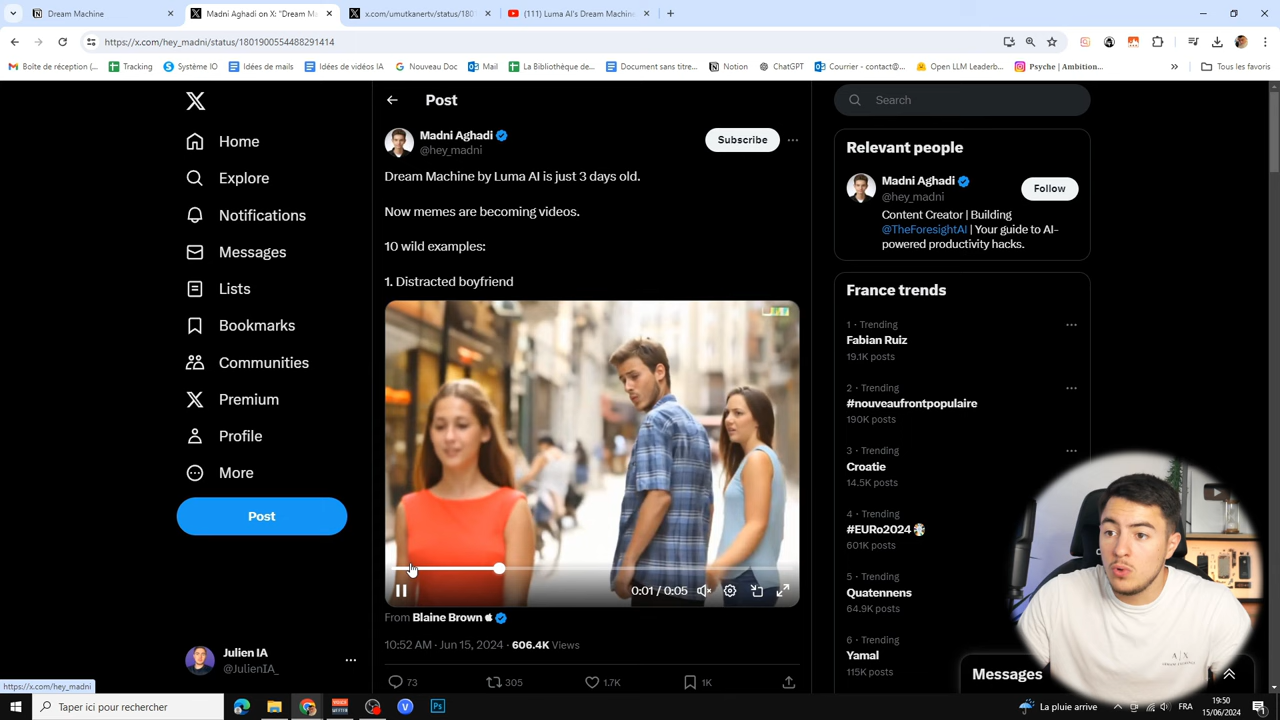 Dream Machine
Madni Aghadi on X: "Dream Ma
x.com/umutkanertv/status/180
(111) Luma AI's Dream Machine
https://x.com/hey_madni/status/1801900554488291414
Boîte de réception (...
Tracking
Système IO
Idées de mails
Idées de vidéos IA
Nouveau Doc
Mail
La Bibliothèque de...
Document sans titre...
Notion
ChatGPT
Courrier - contact@...
Open LLM Leaderb...
Psyche | Ambition...
Tous les favoris
Home
Explore
Notifications
Messages
Lists
Bookmarks
Communities
Premium
Profile
More
Post
Julien IA
@JulienIA_
Post
Madni Aghadi
@hey_madni
Subscribe
Dream Machine by Luma AI is just 3 days old.
Now memes are becoming videos.
10 wild examples:
1. Distracted boyfriend
0:01 / 0:05
From Blaine Brown
10:52 AM · Jun 15, 2024 · 606.4K Views
73
305
1.7K
1K
Search
Relevant people
Madni Aghadi
@hey_madni
Follow
Content Creator | Building
@TheForesightAI | Your guide to AI-
powered productivity hacks.
France trends
1 · Trending
Fabian Ruiz
19.1K posts
2 · Trending
#nouveaufrontpopulaire
190K posts
3 · Trending
Croatie
14.5K posts
4 · Trending
#EURo2024
601K posts
5 · Trending
Quatennens
64.9K posts
6 · Trending
Yamal
115K posts
Messages
https://x.com/hey_madni
Taper ici pour rechercher
La pluie arrive
FRA
19:50
15/06/2024